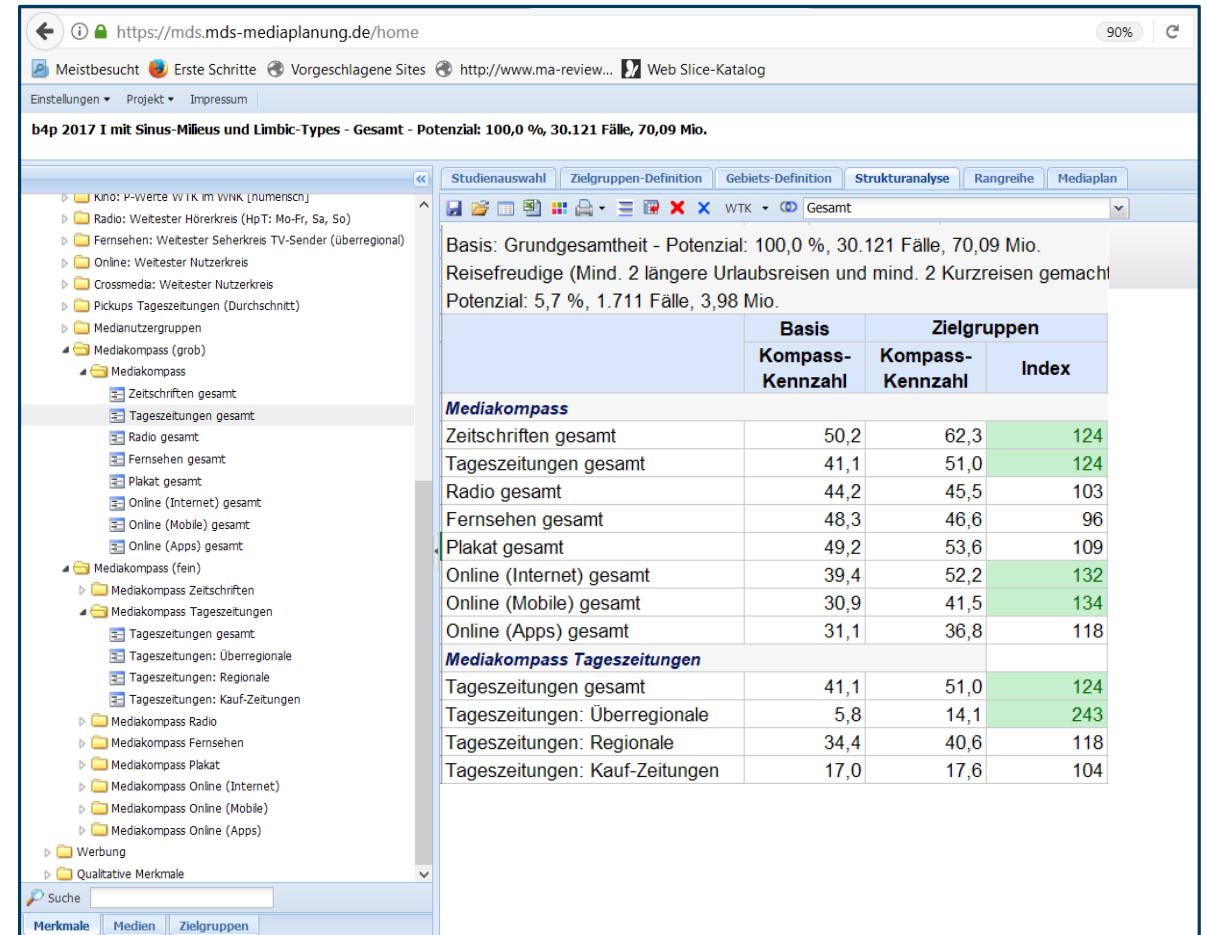 https://mds.mds-mediaplanung.de/home 90%
Meistbesucht Erste Schritte Vorgeschlagene Sites http://www.ma-review... Web Slice-Katalog
Einstellungen Projekt Impressum
b4p 2017 I mit Sinus-Milieus und Limbic-Types - Gesamt - Potenzial: 100,0 %, 30.121 Fälle, 70,09 Mio.
Kino: P-Werte WTK im WNK [numerisch]
Radio: Weitester Hörerkreis (HpT: Mo-Fr, Sa, So)
Fernsehen: Weitester Seherkreis TV-Sender (überregional)
Online: Weitester Nutzerkreis
Crossmedia: Weitester Nutzerkreis
Pickups Tageszeitungen (Durchschnitt)
Medianutzergruppen
Mediakompass (grob)
Mediakompass
Zeitschriften gesamt
Tageszeitungen gesamt
Radio gesamt
Fernsehen gesamt
Plakat gesamt
Online (Internet) gesamt
Online (Mobile) gesamt
Online (Apps) gesamt
Mediakompass (fein)
Mediakompass Zeitschriften
Mediakompass Tageszeitungen
Tageszeitungen gesamt
Tageszeitungen: Überregionale
Tageszeitungen: Regionale
Tageszeitungen: Kauf-Zeitungen
Mediakompass Radio
Mediakompass Fernsehen
Mediakompass Plakat
Mediakompass Online (Internet)
Mediakompass Online (Mobile)
Mediakompass Online (Apps)
Werbung
Qualitative Merkmale
Suche
Merkmale Medien Zielgruppen
Studienauswahl Zielgruppen-Definition Gebiets-Definition Strukturanalyse Rangreihe Mediaplan
WTK Gesamt
Basis: Grundgesamtheit - Potenzial: 100,0 %, 30.121 Fälle, 70,09 Mio.
Reisefreudige (Mind. 2 längere Urlaubsreisen und mind. 2 Kurzreisen gemacht
Potenzial: 5,7 %, 1.711 Fälle, 3,98 Mio.
Basis Zielgruppen
Kompass-Kennzahl Kompass-Kennzahl Index
Mediakompass
Zeitschriften gesamt 50,2 62,3 124
Tageszeitungen gesamt 41,1 51,0 124
Radio gesamt 44,2 45,5 103
Fernsehen gesamt 48,3 46,6 96
Plakat gesamt 49,2 53,6 109
Online (Internet) gesamt 39,4 52,2 132
Online (Mobile) gesamt 30,9 41,5 134
Online (Apps) gesamt 31,1 36,8 118
Mediakompass Tageszeitungen
Tageszeitungen gesamt 41,1 51,0 124
Tageszeitungen: Überregionale 5,8 14,1 243
Tageszeitungen: Regionale 34,4 40,6 118
Tageszeitungen: Kauf-Zeitungen 17,0 17,6 104